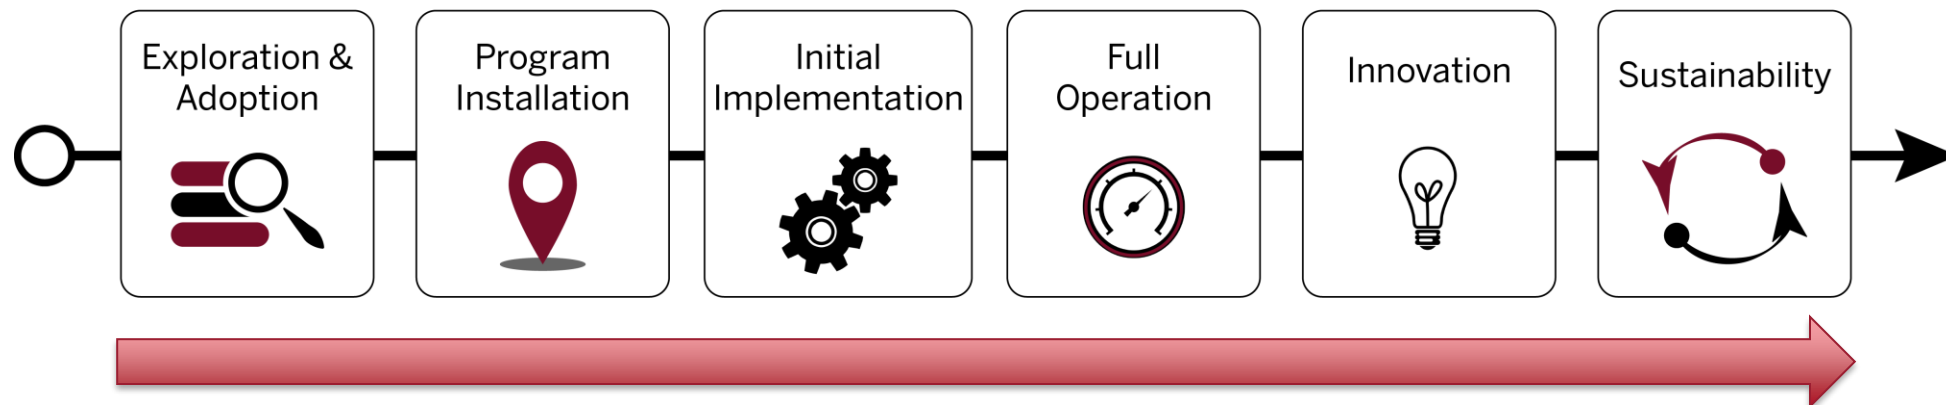 Exploration &
Adoption
Program
Installation
Initial
Implementation
Full
Operation
Innovation
Sustainability